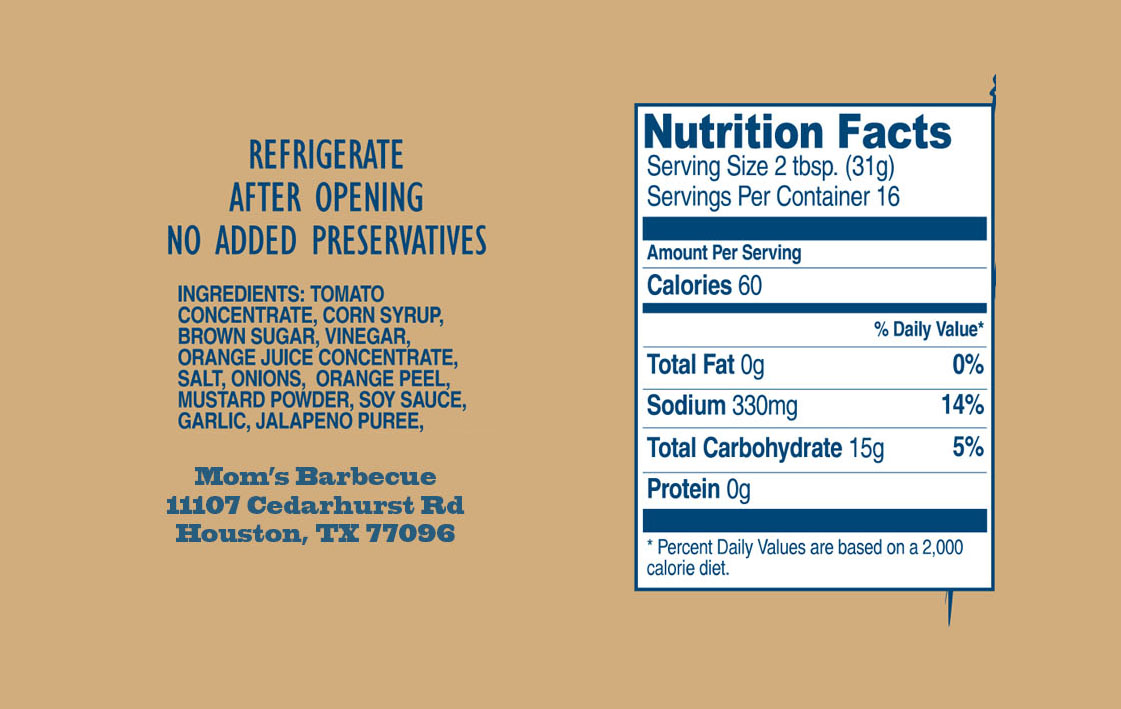 REFRIGERATE
AFTER OPENING
NO ADDED PRESERVATIVES
INGREDIENTS: TOMATO
CONCENTRATE, CORN SYRUP,
BROWN SUGAR, VINEGAR,
ORANGE JUICE CONCENTRATE,
SALT, ONIONS, ORANGE PEEL,
MUSTARD POWDER, SOY SAUCE,
GARLIC, JALAPENO PUREE,
Mom's Barbecue
11107 Cedarhurst Rd
Houston, TX 77096
Nutrition Facts
Serving Size 2 tbsp. (31g)
Servings Per Container 16
Amount Per Serving
Calories 60
% Daily Value*
Total Fat 0g 0%
Sodium 330mg 14%
Total Carbohydrate 15g 5%
Protein 0g
* Percent Daily Values are based on a 2,000
calorie diet.